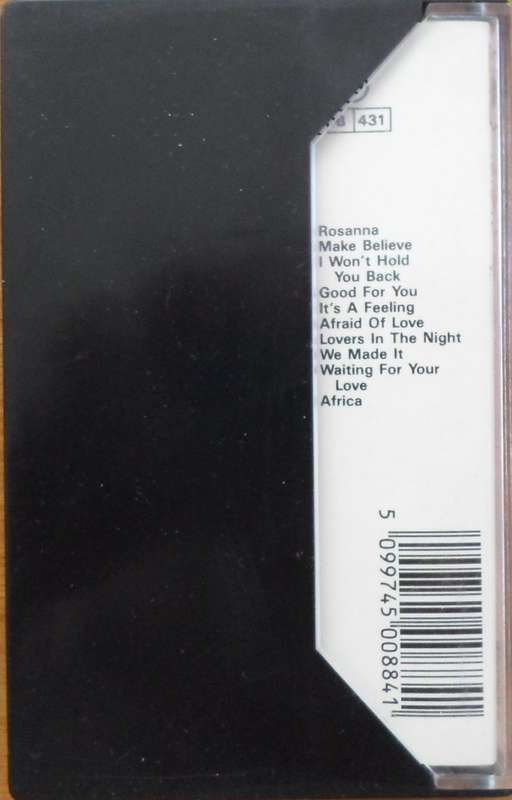 431
Rosanna
Make Believe
I Won't Hold
You Back
Good For You
It's A Feeling
Afraid Of Love
Lovers In The Night
We Made It
Waiting For Your
Love
Africa
5 099745 008841